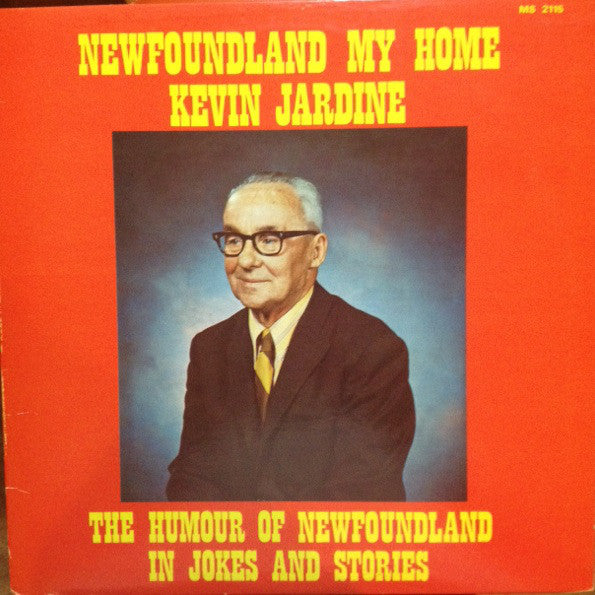 MS 2115
NEWFOUNDLAND MY HOME
KEVIN JARDINE
THE HUMOUR OF NEWFOUNDLAND
IN JOKES AND STORIES